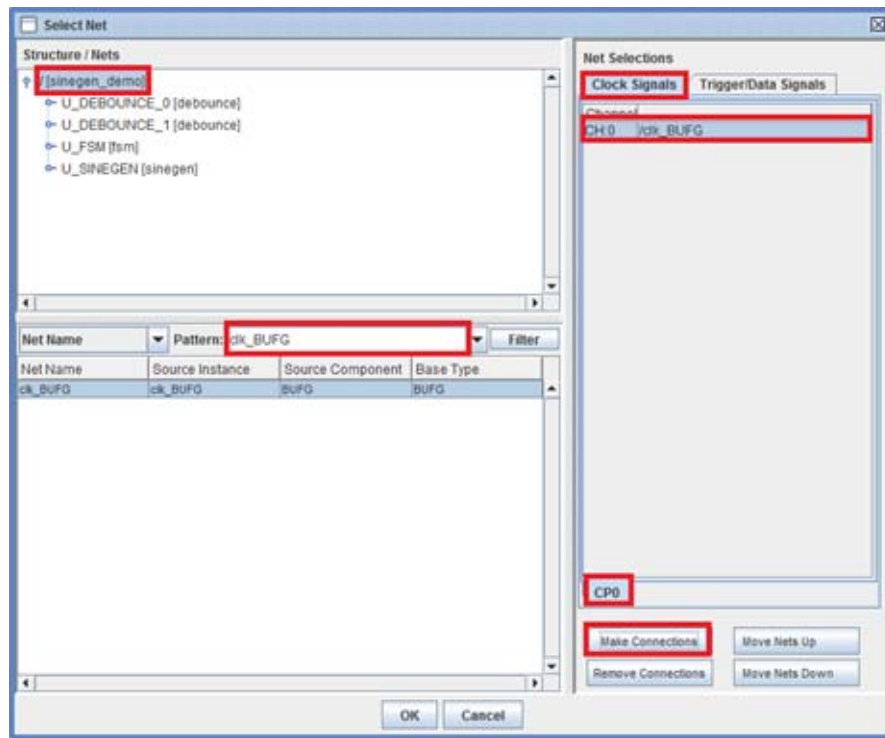 Select Net
Structure / Nets
/ [sinegen_demo]
U_DEBOUNCE_0 [debounce]
U_DEBOUNCE_1 [debounce]
U_FSM [fsm]
U_SINEGEN [sinegen]
Net Name
Pattern: clk_BUFG
Filter
Net Name Source Instance Source Component Base Type
clk_BUFG clk_BUFG BUFG BUFG
Net Selections
Clock Signals Trigger/Data Signals
Channel
CH:0 /clk_BUFG
CP0
Make Connections Move Nets Up
Remove Connections Move Nets Down
OK Cancel